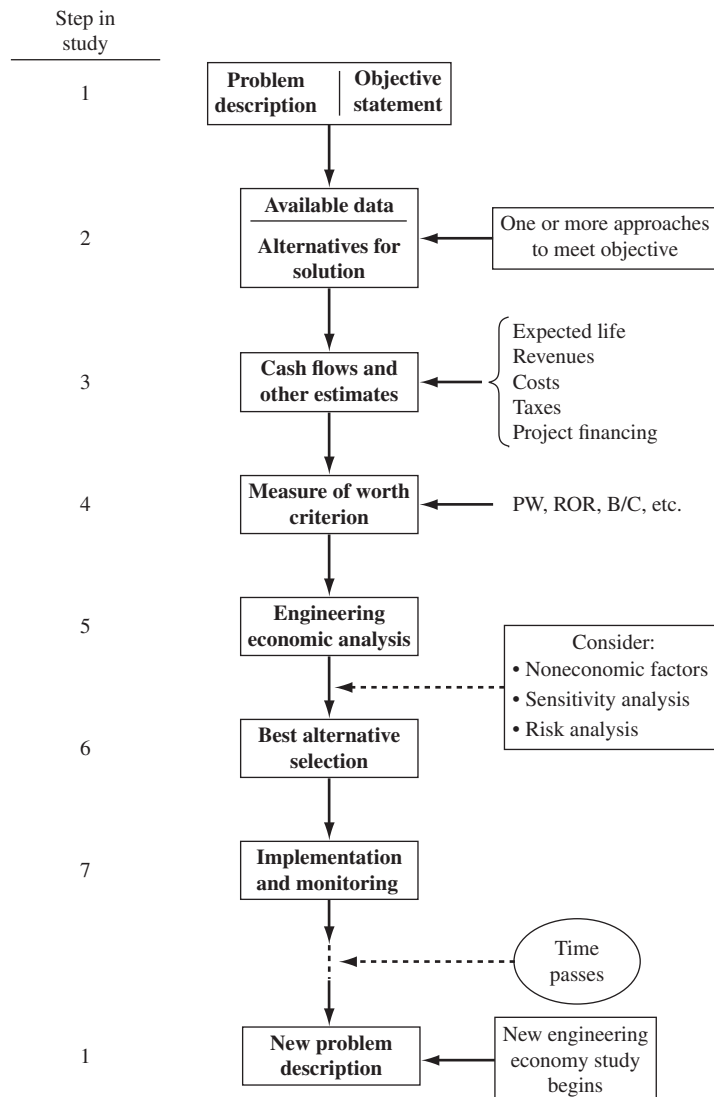 Step in
study
1
Problem
description
Objective
statement
2
Available data
Alternatives for
solution
One or more approaches
to meet objective
3
Cash flows and
other estimates
Expected life
Revenues
Costs
Taxes
Project financing
4
Measure of worth
criterion
PW, ROR, B/C, etc.
5
Engineering
economic analysis
Consider:
• Noneconomic factors
• Sensitivity analysis
• Risk analysis
6
Best alternative
selection
7
Implementation
and monitoring
Time
passes
1
New problem
description
New engineering
economy study
begins